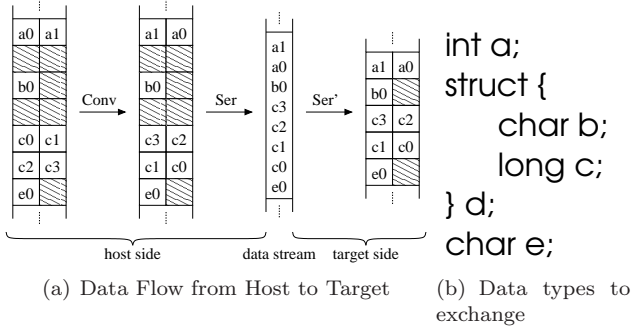 a0 a1
b0
c0 c1
c2 c3
e0
Conv
a1 a0
b0
c3 c2
c1 c0
e0
Ser
a1
a0
b0
c3
c2
c1
c0
e0
Ser'
a1 a0
b0
c3 c2
c1 c0
e0
host side
data stream
target side
(a) Data Flow from Host to Target
int a;
struct {
char b;
long c;
} d;
char e;
(b) Data types to
exchange